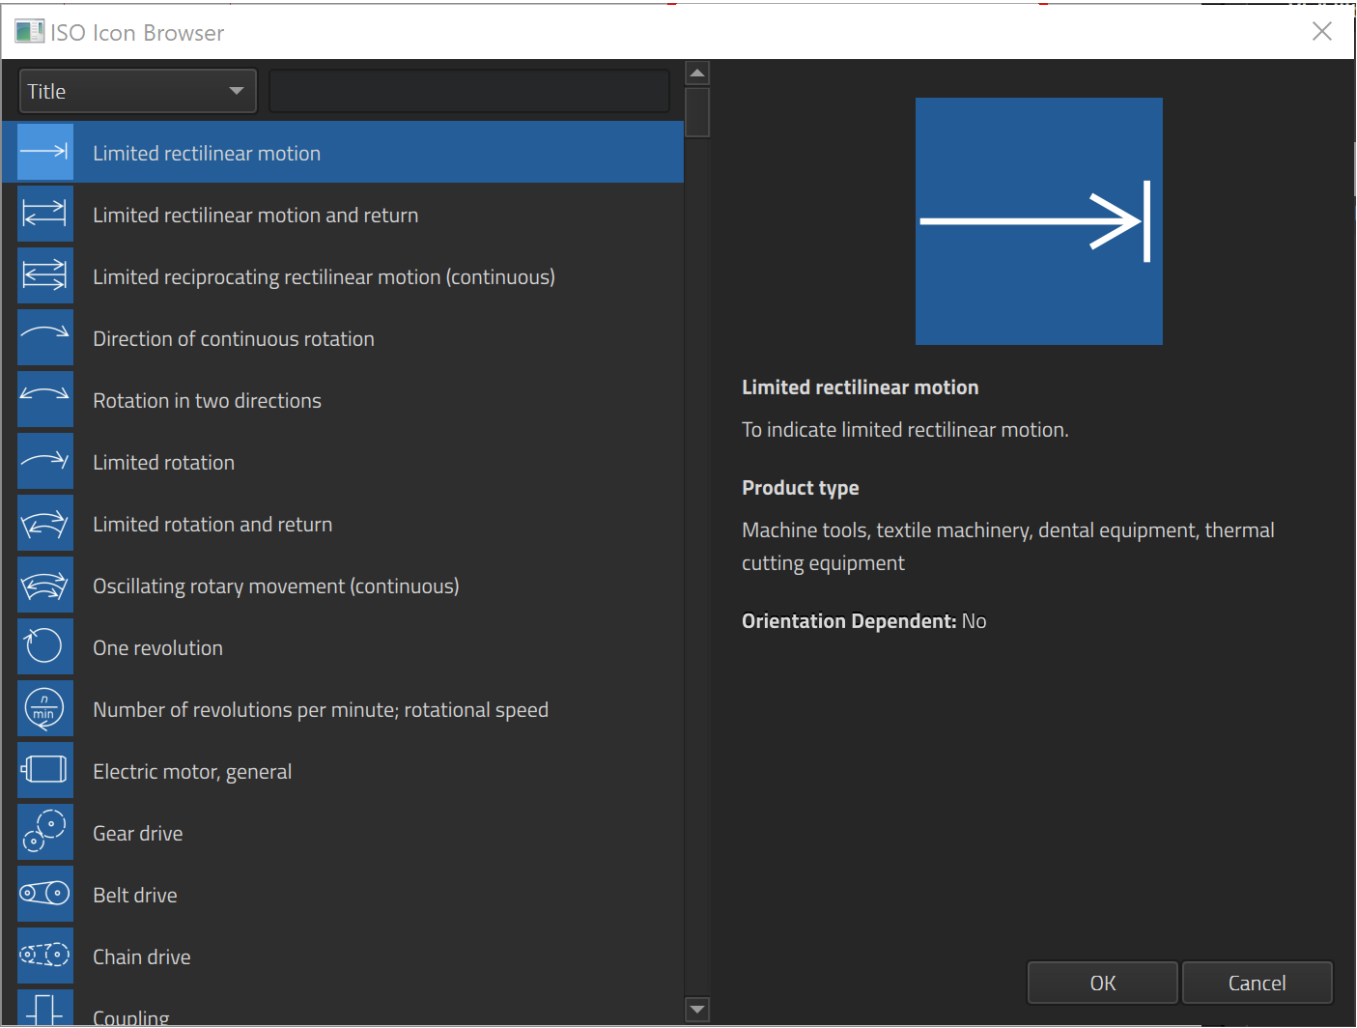 ISO Icon Browser
Title
Limited rectilinear motion
Limited rectilinear motion and return
Limited reciprocating rectilinear motion (continuous)
Direction of continuous rotation
Rotation in two directions
Limited rotation
Limited rotation and return
Oscillating rotary movement (continuous)
One revolution
n
min
Number of revolutions per minute; rotational speed
Electric motor, general
Gear drive
Belt drive
Chain drive
Coupling
Limited rectilinear motion
To indicate limited rectilinear motion.
Product type
Machine tools, textile machinery, dental equipment, thermal
cutting equipment
Orientation Dependent: No
OK
Cancel